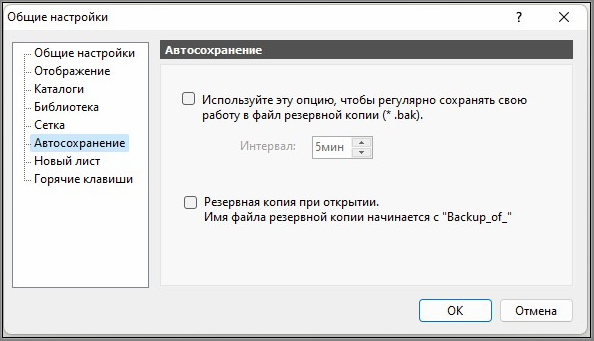 Общие настройки
?
Общие настройки
Отображение
Каталоги
Библиотека
Сетка
Автосохранение
Новый лист
Горячие клавиши
Автосохранение
Используйте эту опцию, чтобы регулярно сохранять свою
работу в файл резервной копии (* .bak).
Интервал:
5мин
Резервная копия при открытии.
Имя файла резервной копии начинается с "Backup_of_"
ОК
Отмена